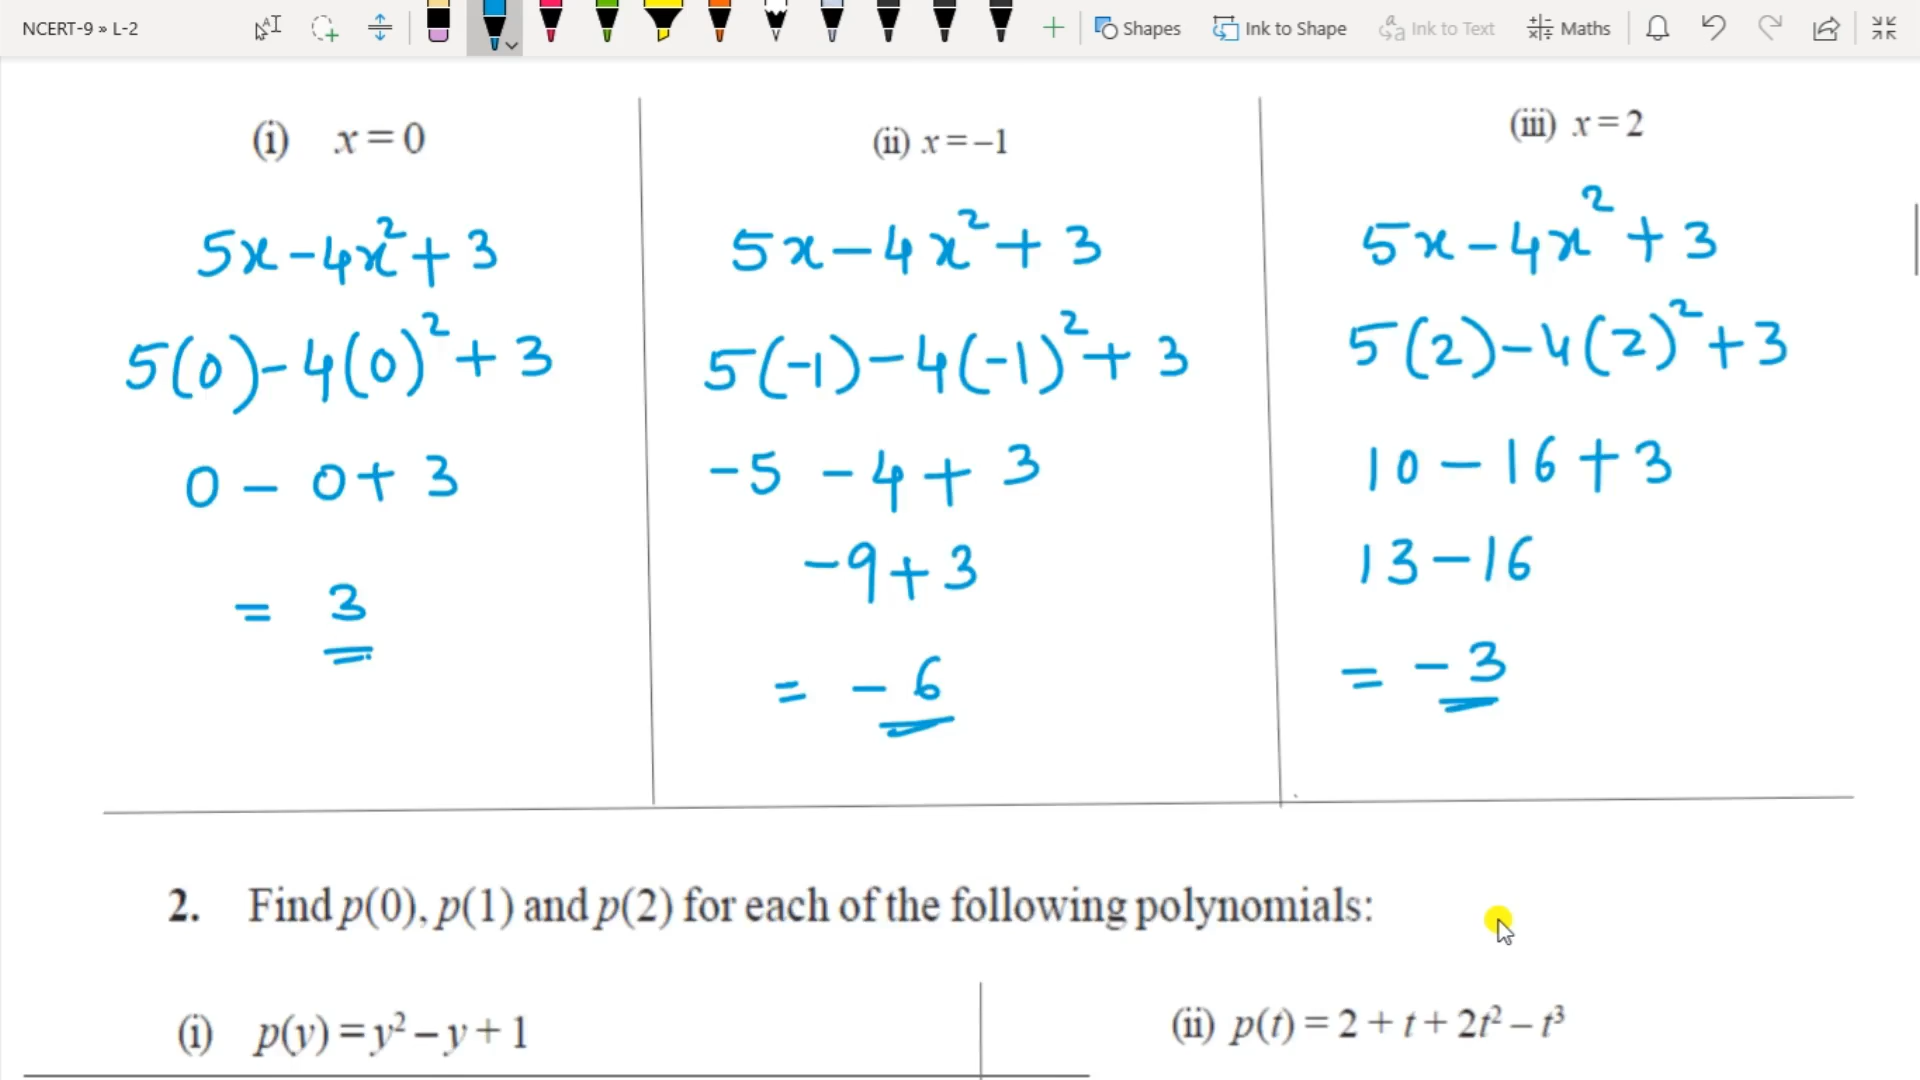 NCERT-9 » L-2
Shapes
Ink to Shape
Ink to Text
Maths
(i) x = 0
5x - 4x² + 3
5(0) - 4(0)² + 3
0 - 0 + 3
= 3
(ii) x = –1
5x - 4x² + 3
5(-1) - 4(-1)² + 3
-5 - 4 + 3
-9 + 3
= -6
(iii) x = 2
5x - 4x² + 3
5(2) - 4(2)² + 3
10 - 16 + 3
13 - 16
= -3
2. Find p(0), p(1) and p(2) for each of the following polynomials:
(i) p(y) = y² – y + 1
(ii) p(t) = 2 + t + 2t² – t³